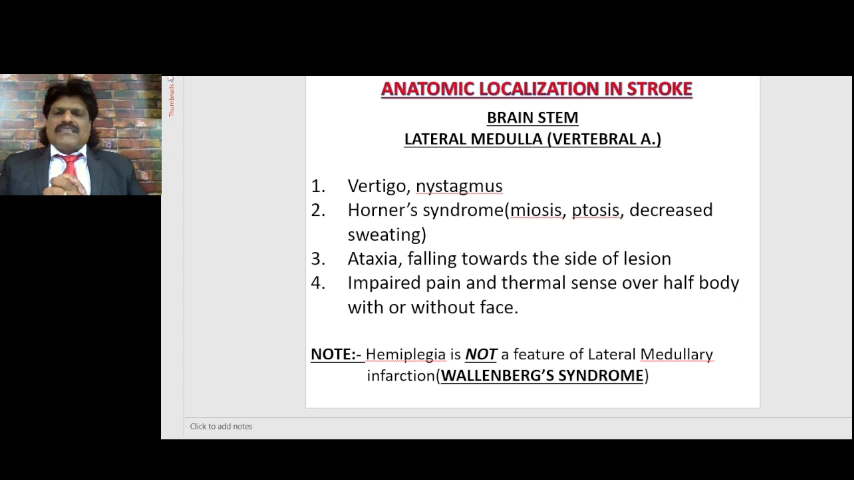 Thumbnails
ANATOMIC LOCALIZATION IN STROKE
BRAIN STEM
LATERAL MEDULLA (VERTEBRAL A.)
1. Vertigo, nystagmus
2. Horner's syndrome(miosis, ptosis, decreased
sweating)
3. Ataxia, falling towards the side of lesion
4. Impaired pain and thermal sense over half body
with or without face.
NOTE:- Hemiplegia is NOT a feature of Lateral Medullary
infarction(WALLENBERG'S SYNDROME)
Click to add notes